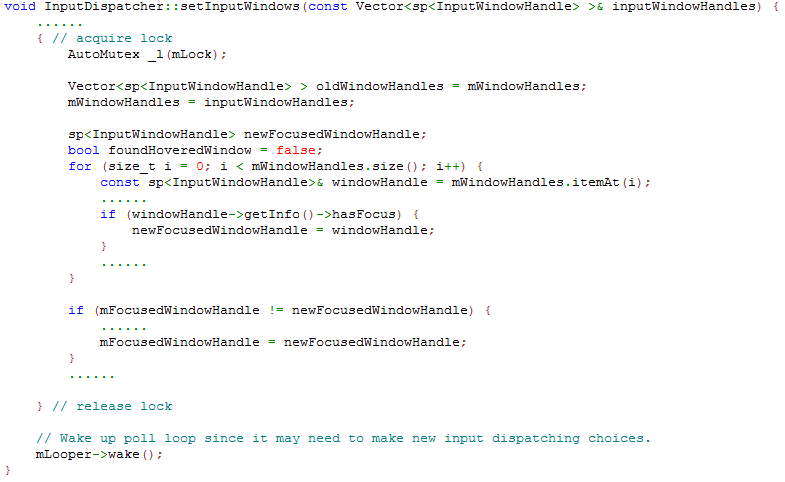 void InputDispatcher::setInputWindows(const Vector<sp<InputWindowHandle> >& inputWindowHandles) {
    ......
    { // acquire lock
        AutoMutex _l(mLock);

        Vector<sp<InputWindowHandle> > oldWindowHandles = mWindowHandles;
        mWindowHandles = inputWindowHandles;

        sp<InputWindowHandle> newFocusedWindowHandle;
        bool foundHoveredWindow = false;
        for (size_t i = 0; i < mWindowHandles.size(); i++) {
            const sp<InputWindowHandle>& windowHandle = mWindowHandles.itemAt(i);
            ......
            if (windowHandle->getInfo()->hasFocus) {
                newFocusedWindowHandle = windowHandle;
            }
            ......
        }

        if (mFocusedWindowHandle != newFocusedWindowHandle) {
            ......
            mFocusedWindowHandle = newFocusedWindowHandle;
        }
        ......

    } // release lock

    // Wake up poll loop since it may need to make new input dispatching choices.
    mLooper->wake();
}